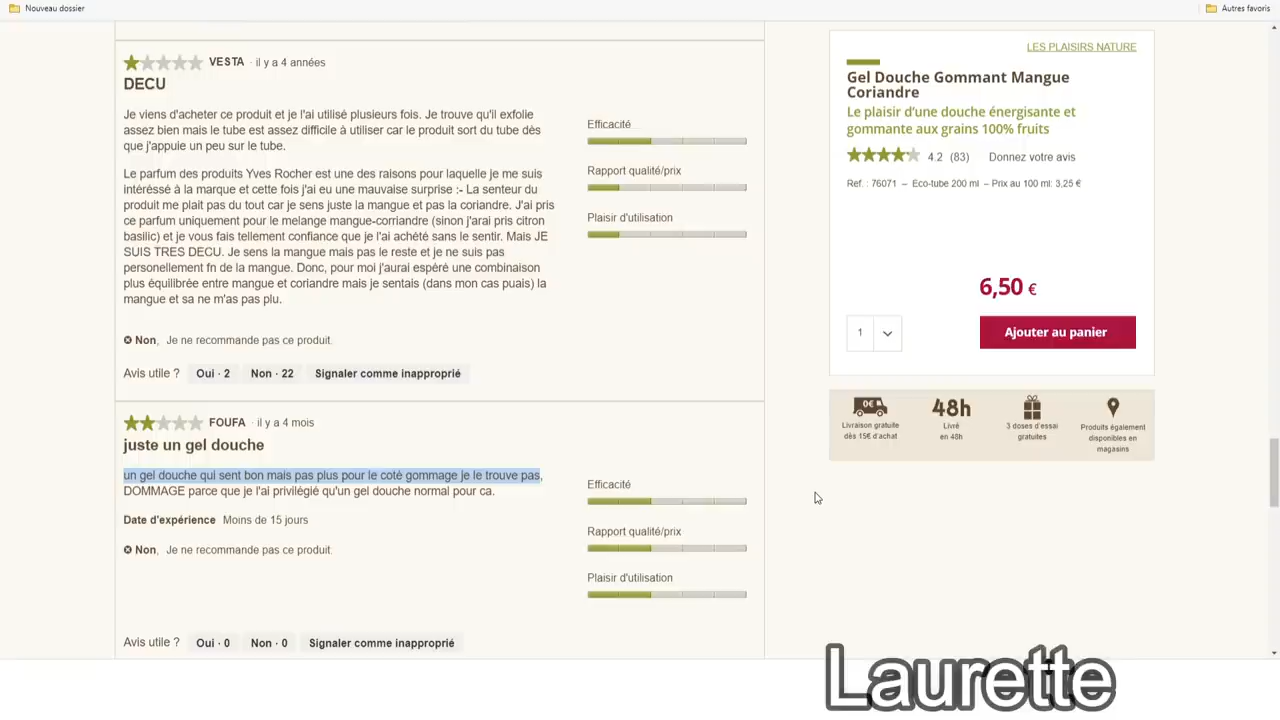 Nouveau dossier
Autres favoris
VESTA · il y a 4 années
DECU
Je viens d'acheter ce produit et je l'ai utilisé plusieurs fois. Je trouve qu'il exfolie
assez bien mais le tube est assez difficile à utiliser car le produit sort du tube dès
que j'appuie un peu sur le tube.
Le parfum des produits Yves Rocher est une des raisons pour laquelle je me suis
intéréssé à la marque et cette fois j'ai eu une mauvaise surprise :- La senteur du
produit me plait pas du tout car je sens juste la mangue et pas la coriandre. J'ai pris
ce parfum uniquement pour le melange mangue-corriandre (sinon j'arai pris citron
basilic) et je vous fais tellement confiance que je l'ai achété sans le sentir. Mais JE
SUIS TRES DECU. Je sens la mangue mais pas le reste et je ne suis pas
personellement fn de la mangue. Donc, pour moi j'aurai espéré une combinaison
plus équilibrée entre mangue et coriandre mais je sentais (dans mon cas puais) la
mangue et sa ne m'as pas plu.
Non, Je ne recommande pas ce produit.
Avis utile ? Oui · 2 Non · 22 Signaler comme inapproprié
Efficacité
Rapport qualité/prix
Plaisir d'utilisation
FOUFA · il y a 4 mois
juste un gel douche
un gel douche qui sent bon mais pas plus pour le coté gommage je le trouve pas,
DOMMAGE parce que je l'ai privilégié qu'un gel douche normal pour ca.
Date d'expérience Moins de 15 jours
Non, Je ne recommande pas ce produit.
Avis utile ? Oui · 0 Non · 0 Signaler comme inapproprié
Efficacité
Rapport qualité/prix
Plaisir d'utilisation
LES PLAISIRS NATURE
Gel Douche Gommant Mangue
Coriandre
Le plaisir d'une douche énergisante et
gommante aux grains 100% fruits
4.2 (83) Donnez votre avis
Ref. : 76071 – Eco-tube 200 ml – Prix au 100 ml: 3,25 €
6,50 €
1 Ajouter au panier
0€
Livraison gratuite
dès 15€ d'achat
48h
Livré
en 48h
3 doses d'essai
gratuites
Produits également
disponibles en
magasins
Laurette